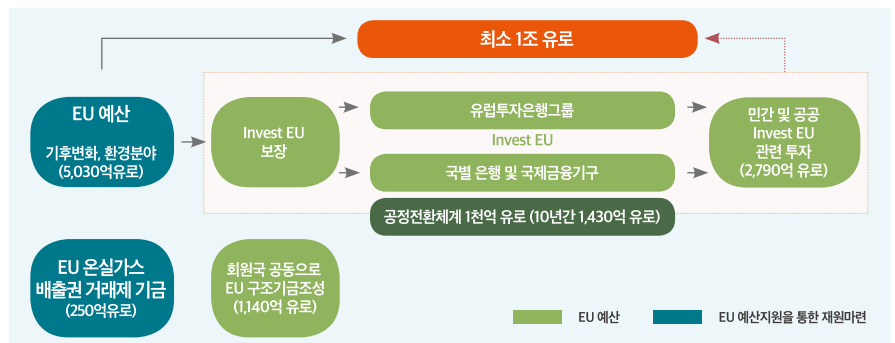 최소 1조 유로
EU 예산
기후변화, 환경분야
(5,030억유로)
Invest EU
보장
유럽투자은행그룹
Invest EU
국별 은행 및 국제금융기구
민간 및 공공
Invest EU
관련 투자
(2,790억 유로)
공정전환체계 1천억 유로 (10년간 1,430억 유로)
EU 온실가스
배출권 거래제 기금
(250억유로)
회원국 공동으로
EU 구조기금조성
(1,140억 유로)
EU 예산
EU 예산지원을 통한 재원마련